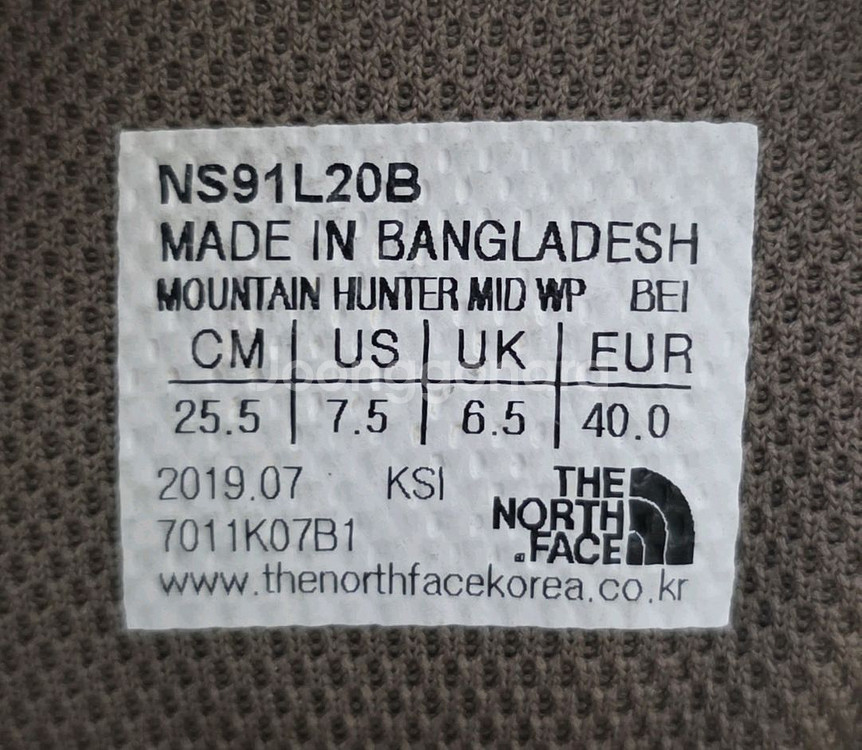 NS91L20B
MADE IN BANGLADESH
MOUNTAIN HUNTER MID WP BEI
CM US UK EUR
25.5 7.5 6.5 40.0
2019.07 KSI
7011K07B1
THE
NORTH
FACE
www.thenorthfacekorea.co.kr
Joonggonara